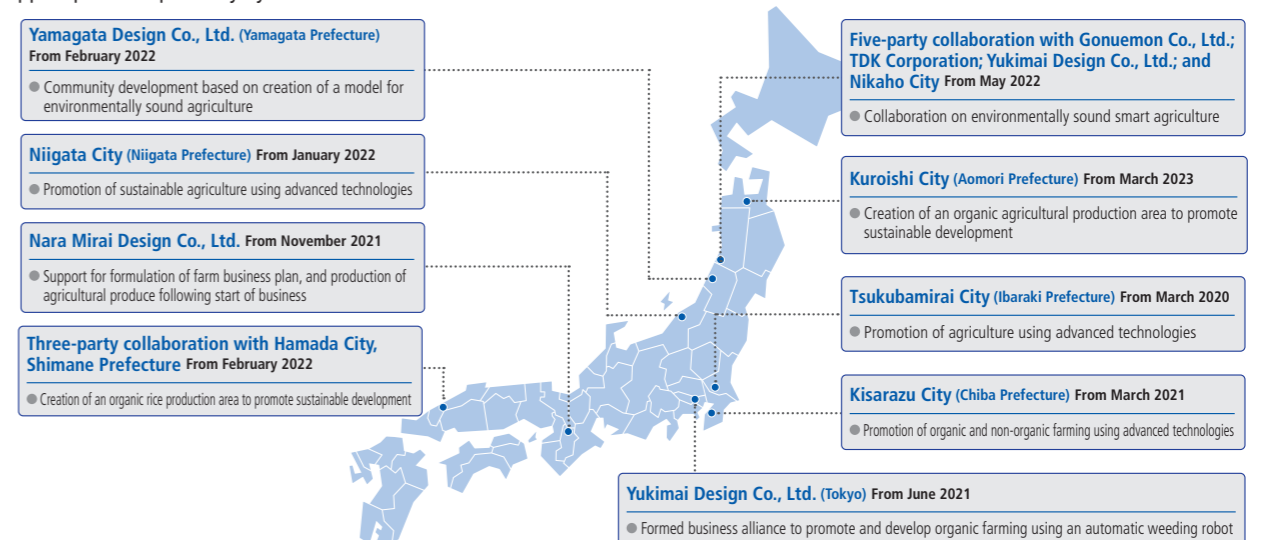 Yamagata Design Co., Ltd. (Yamagata Prefecture)
From February 2022
● Community development based on creation of a model for
environmentally sound agriculture
Niigata City (Niigata Prefecture) From January 2022
● Promotion of sustainable agriculture using advanced technologies
Nara Mirai Design Co., Ltd. From November 2021
● Support for formulation of farm business plan, and production of
agricultural produce following start of business
Three-party collaboration with Hamada City,
Shimane Prefecture From February 2022
● Creation of an organic rice production area to promote sustainable development
Five-party collaboration with Gonuemon Co., Ltd.;
TDK Corporation; Yukimai Design Co., Ltd.; and
Nikaho City From May 2022
● Collaboration on environmentally sound smart agriculture
Kuroishi City (Aomori Prefecture) From March 2023
● Creation of an organic agricultural production area to promote
sustainable development
Tsukubamirai City (Ibaraki Prefecture) From March 2020
● Promotion of agriculture using advanced technologies
Kisarazu City (Chiba Prefecture) From March 2021
● Promotion of organic and non-organic farming using advanced technologies
Yukimai Design Co., Ltd. (Tokyo) From June 2021
● Formed business alliance to promote and develop organic farming using an automatic weeding robot